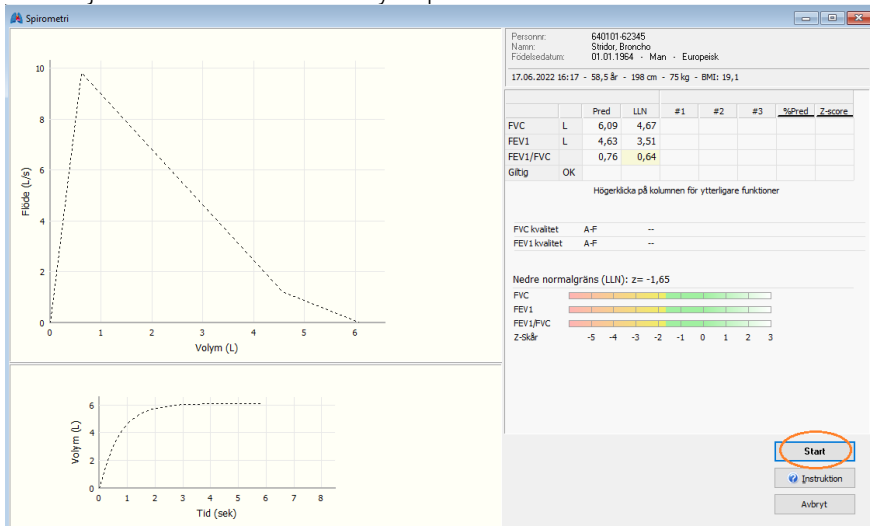 Spirometri
Personnr: 640101-62345
Namn: Stridor, Broncho
Födelsedatum: 01.01.1964 · Man · Europeisk
17.06.2022 16:17 - 58,5 år - 198 cm - 75 kg - BMI: 19,1
Pred LLN #1 #2 #3 %Pred Z-score
FVC L 6,09 4,67
FEV1 L 4,63 3,51
FEV1/FVC 0,76 0,64
Giltig OK
Högerklicka på kolumnen för ytterligare funktioner
FVC kvalitet A-F --
FEV1 kvalitet A-F --
Nedre normalgräns (LLN): z= -1,65
FVC
FEV1
FEV1/FVC
Z-Skår -5 -4 -3 -2 -1 0 1 2 3
Start
Instruktion
Avbryt
Flöde (L/s)
10
8
6
4
2
0
0 1 2 3 4 5 6
Volym (L)
Volym (L)
6
4
2
0
0 1 2 3 4 5 6 7 8
Tid (sek)